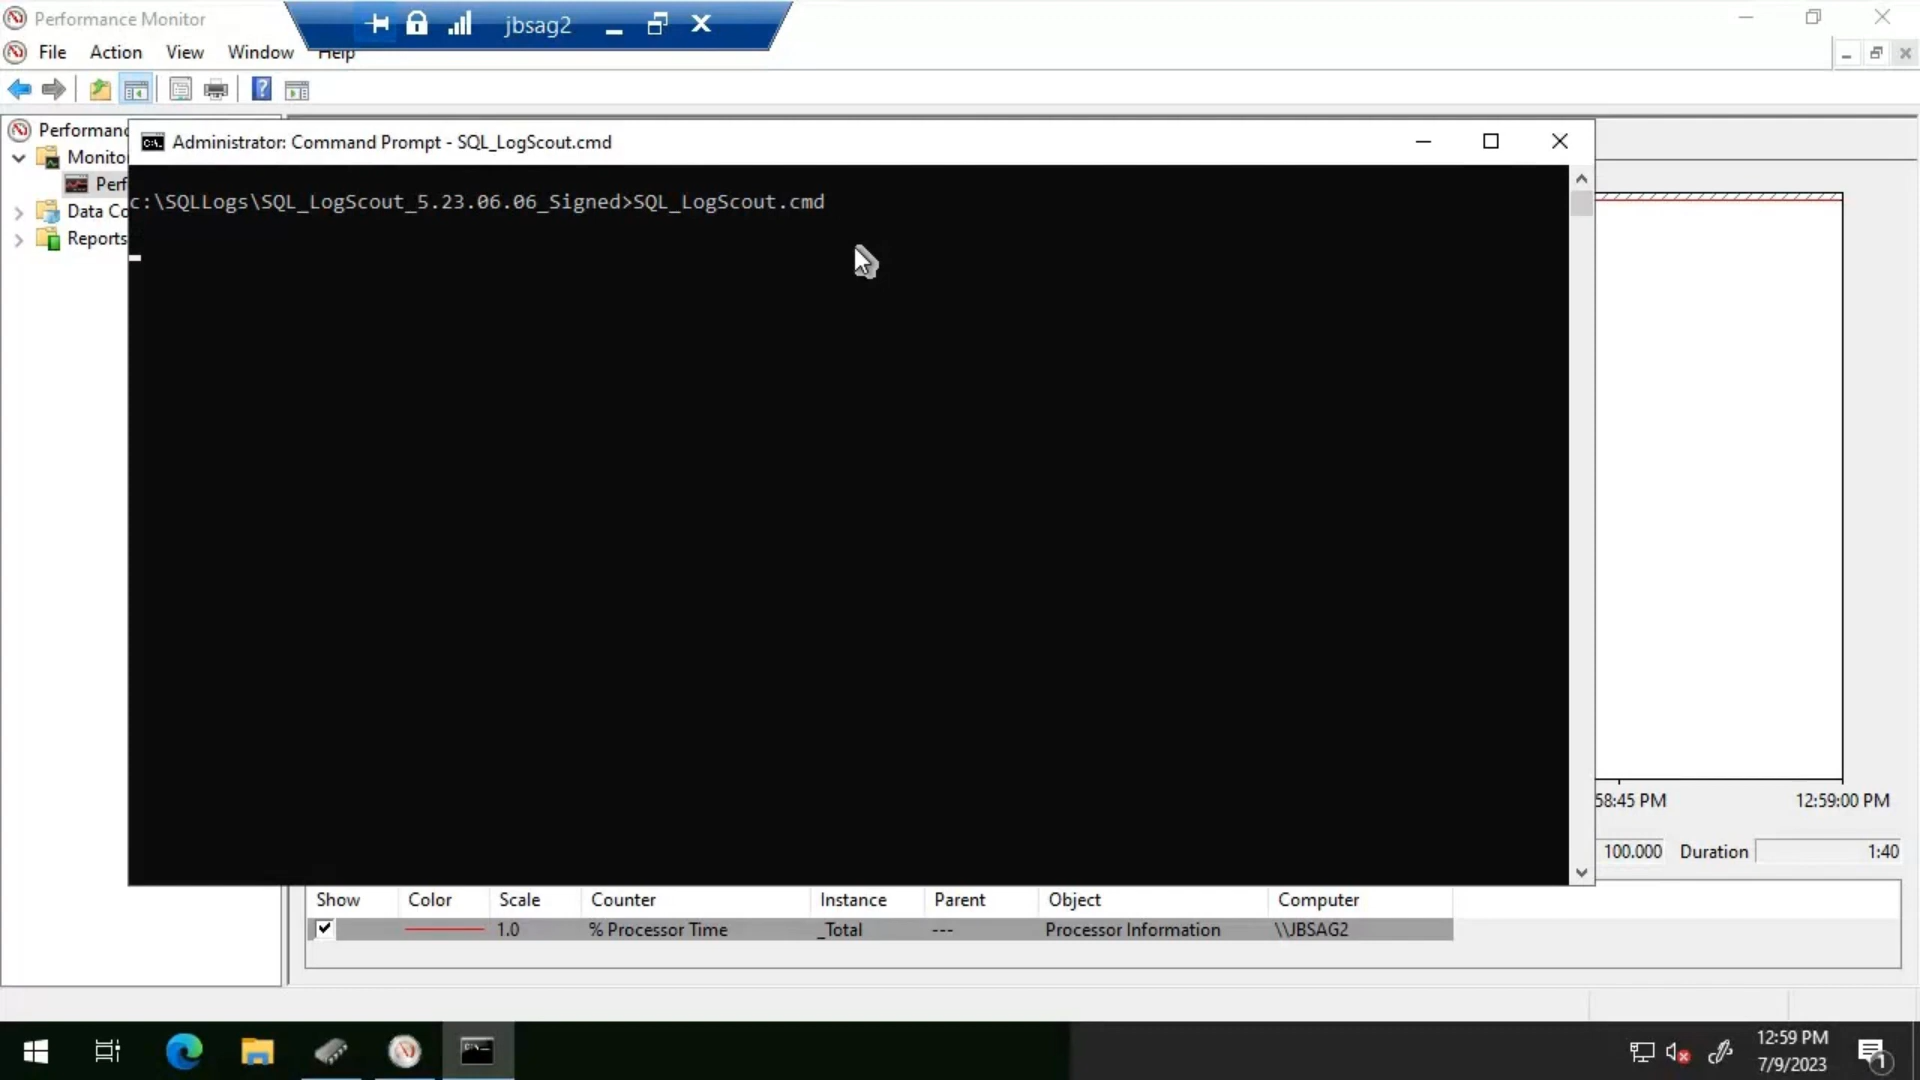 Performance Monitor
jbsag2
File Action View Window Help
Performanc
Administrator: Command Prompt - SQL_LogScout.cmd
Monito
Perf
c:\SQLLogs\SQL_LogScout_5.23.06.06_Signed>SQL_LogScout.cmd
Data Co
Reports
58:45 PM 12:59:00 PM
100.000 Duration 1:40
Show Color Scale Counter Instance Parent Object Computer
1.0 % Processor Time _Total --- Processor Information \\JBSAG2
12:59 PM
7/9/2023
1